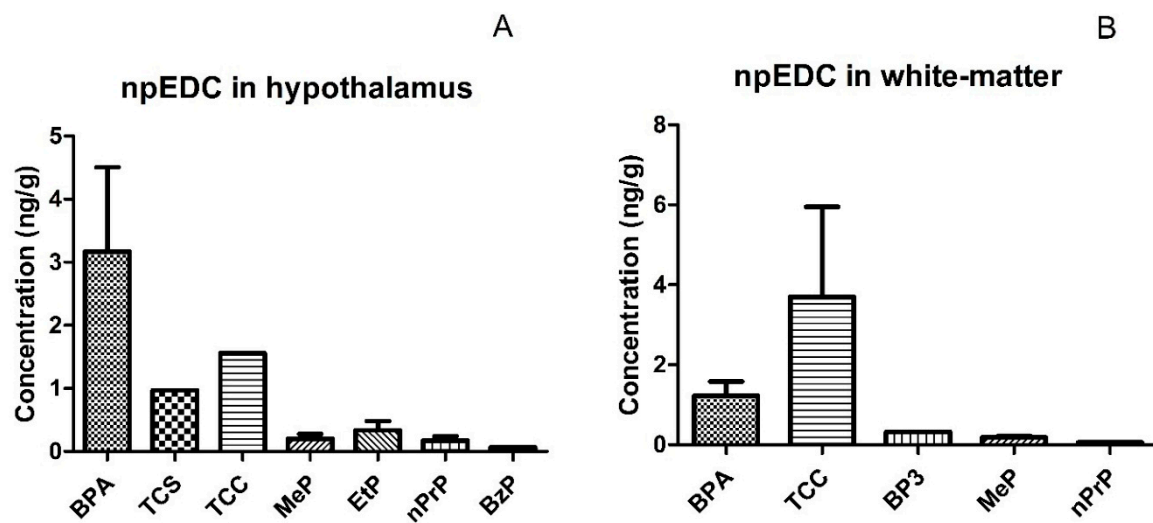 A
npEDC in hypothalamus
Concentration (ng/g)
5
4
3
2
1
0
BPA
TCS
TCC
MeP
EtP
nPrP
BzP
B
npEDC in white-matter
Concentration (ng/g)
8
6
4
2
0
BPA
TCC
BP3
MeP
nPrP